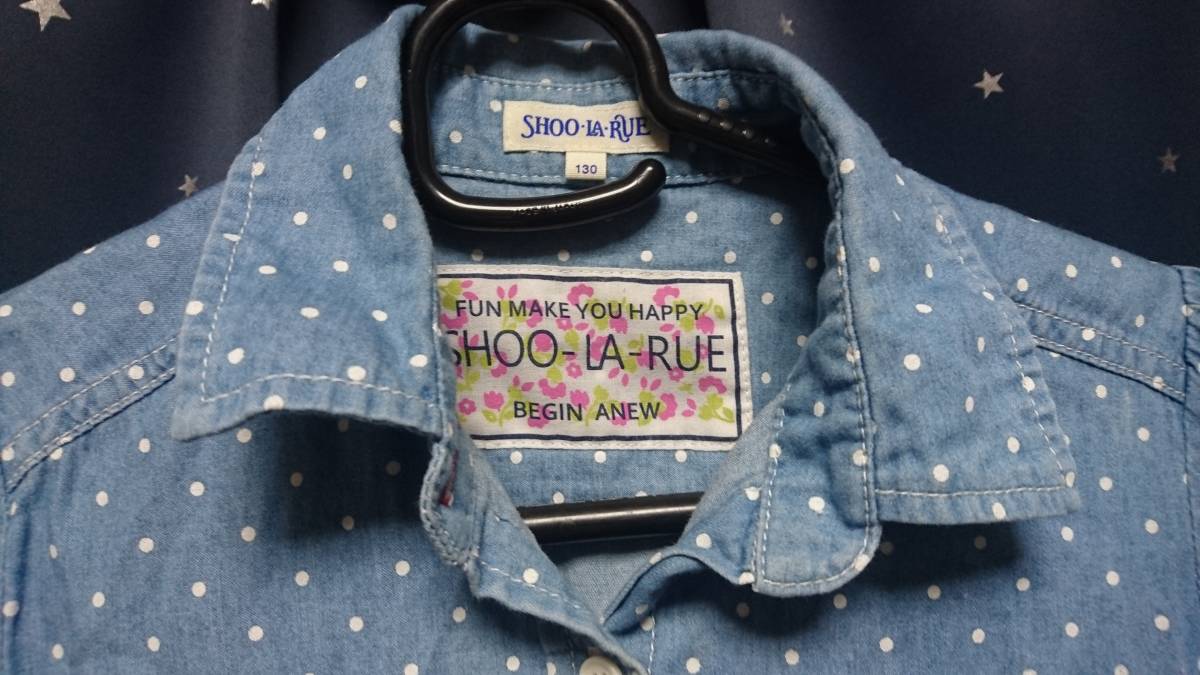 SHOO·LA·RUE
130
FUN MAKE YOU HAPPY
SHOO-LA-RUE
BEGIN ANEW